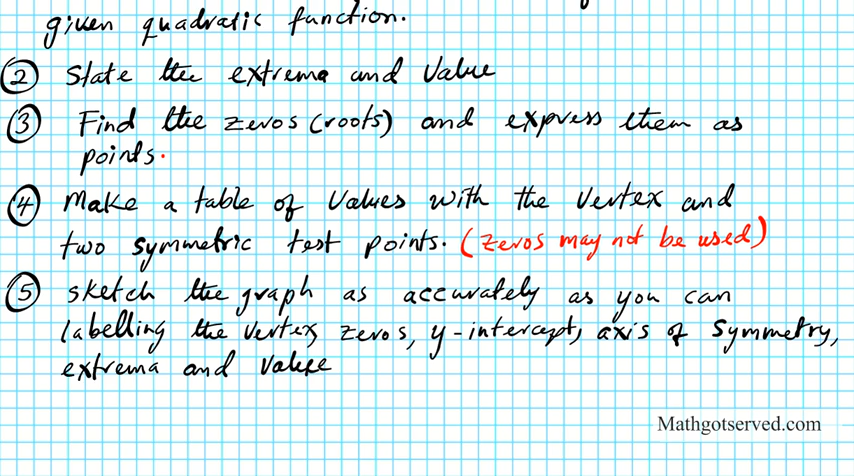 given quadratic function.
② State the extrema and Value
③ Find the zeros (roots) and express them as
points.
④ Make a table of Values with the Vertex and
two symmetric test points. (Zeros may not be used)
⑤ sketch the graph as accurately as you can
labelling the Vertex, zeros, y-intercept, axis of Symmetry,
extrema and Value
Mathgotserved.com